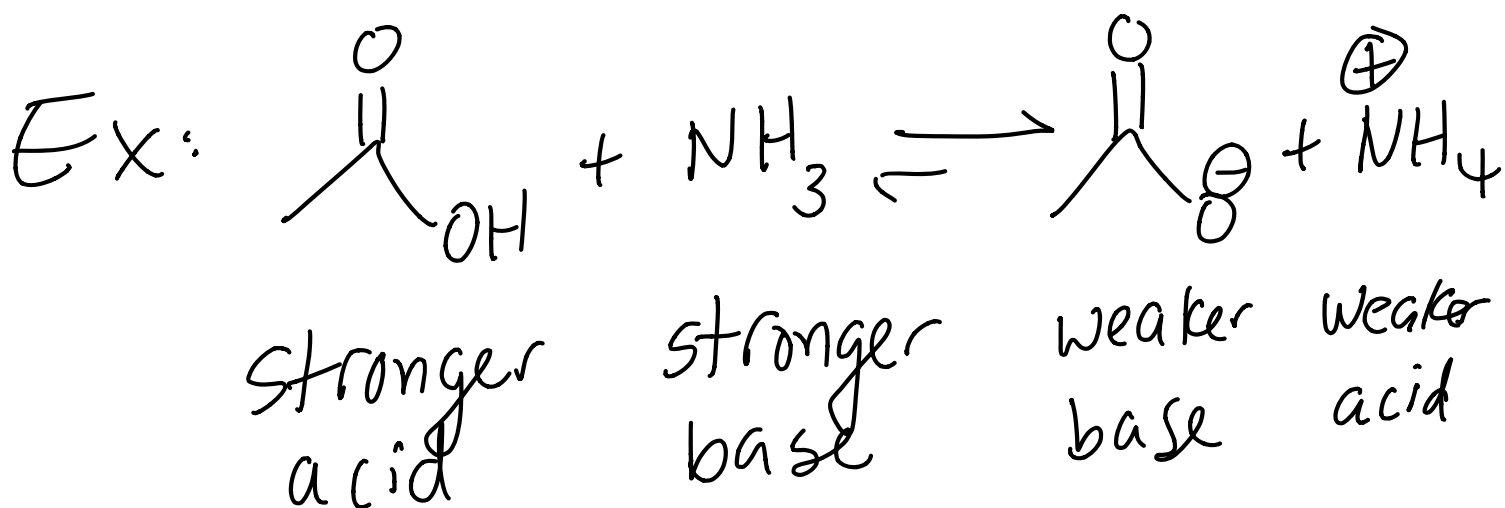 Ex: O OH + NH3 ⇌ O O⊖ + ⊕NH4
stronger acid
stronger base
weaker base
weaker acid